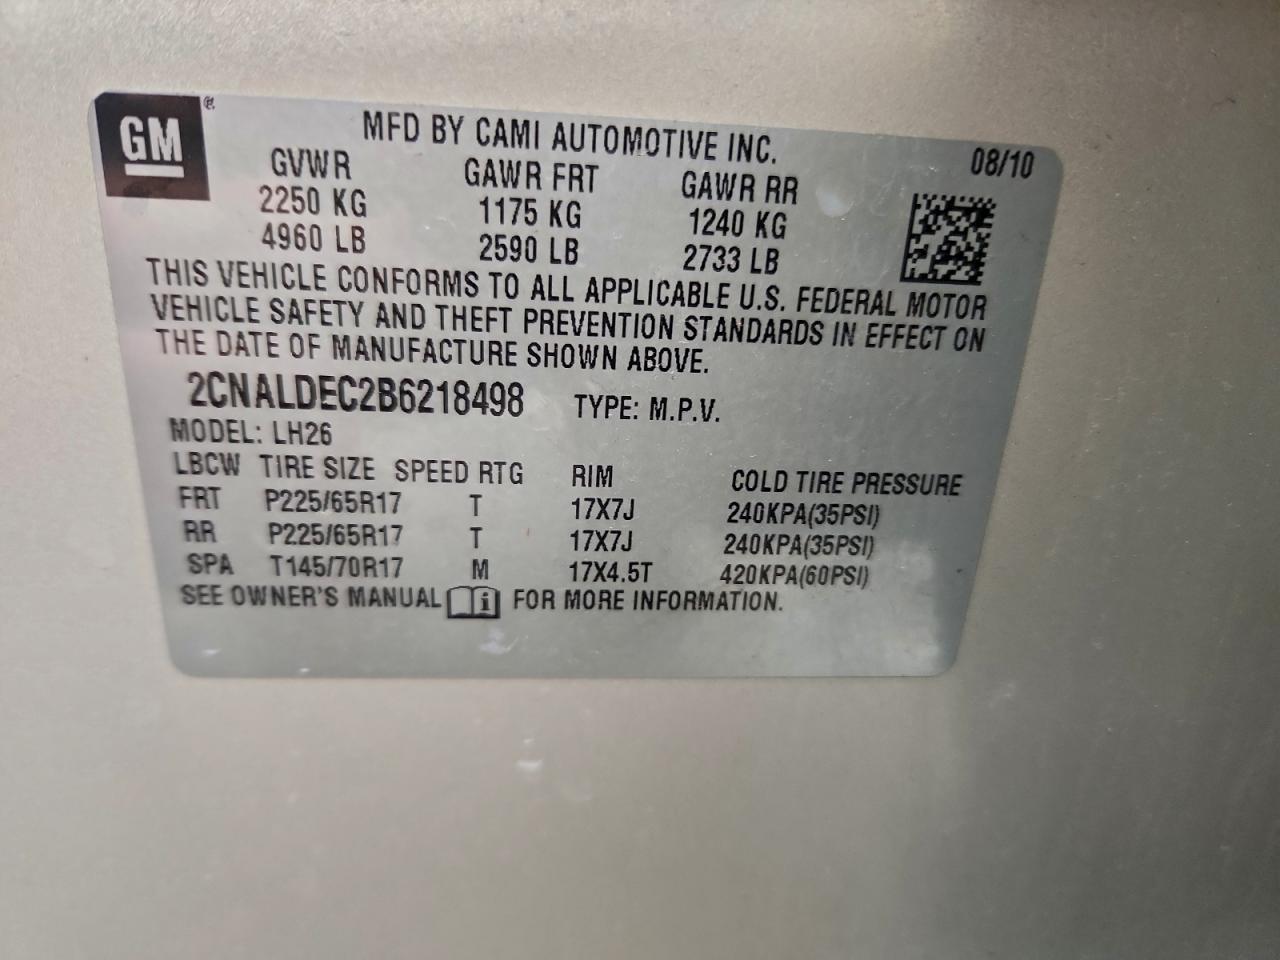 GM ®
MFD BY CAMI AUTOMOTIVE INC. 08/10
GVWR GAWR FRT GAWR RR
2250 KG 1175 KG 1240 KG
4960 LB 2590 LB 2733 LB
THIS VEHICLE CONFORMS TO ALL APPLICABLE U.S. FEDERAL MOTOR
VEHICLE SAFETY AND THEFT PREVENTION STANDARDS IN EFFECT ON
THE DATE OF MANUFACTURE SHOWN ABOVE.
2CNALDEC2B6218498 TYPE: M.P.V.
MODEL: LH26
LBCW TIRE SIZE SPEED RTG RIM COLD TIRE PRESSURE
FRT P225/65R17 T 17X7J 240KPA(35PSI)
RR P225/65R17 T 17X7J 240KPA(35PSI)
SPA T145/70R17 M 17X4.5T 420KPA(60PSI)
SEE OWNER'S MANUAL i FOR MORE INFORMATION.